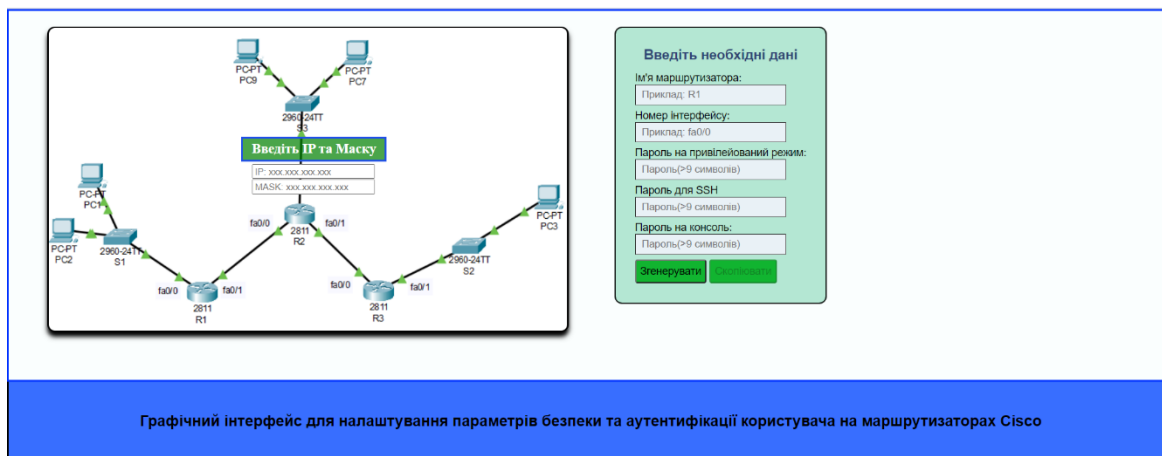 PC-PT
PC9
PC-PT
PC7
2960-24TT
S3
Введіть IP та Маску
IP: xxx.xxx.xxx.xxx
MASK: xxx.xxx.xxx.xxx
PC-PT
PC1
PC-PT
PC2
2960-24TT
S1
fa0/0
fa0/1
2811
R2
PC-PT
PC3
2960-24TT
S2
fa0/0
fa0/1
2811
R1
fa0/0
fa0/1
2811
R3
Введіть необхідні дані
Ім'я маршрутизатора:
Приклад: R1
Номер інтерфейсу:
Приклад: fa0/0
Пароль на привілейований режим:
Пароль(>9 символів)
Пароль для SSH
Пароль(>9 символів)
Пароль на консоль:
Пароль(>9 символів)
Згенерувати Скопіювати
Графічний інтерфейс для налаштування параметрів безпеки та аутентифікації користувача на маршрутизаторах Cisco